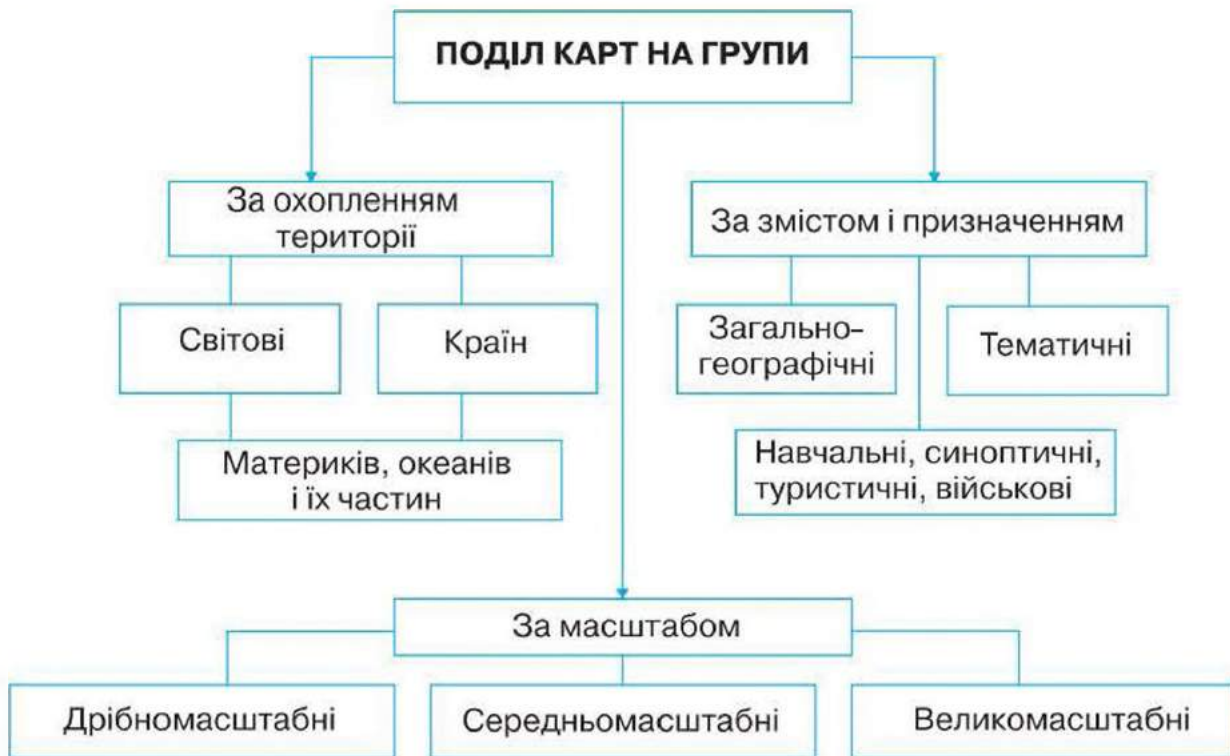 ПОДІЛ КАРТ НА ГРУПИ
За охопленням
території
За змістом і призначенням
Світові
Країн
Загально-
географічні
Тематичні
Материків, океанів
і їх частин
Навчальні, синоптичні,
туристичні, військові
За масштабом
Дрібномасштабні
Середньомасштабні
Великомасштабні